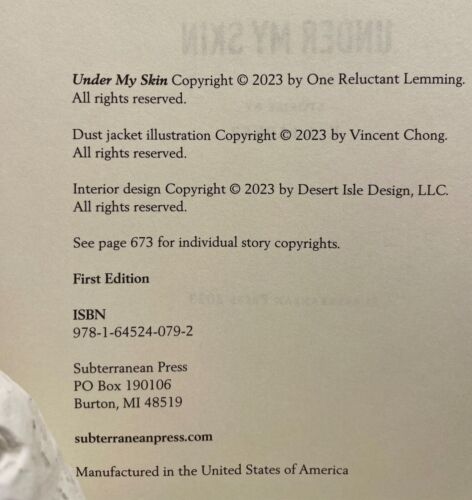 UNDER MY SKIN
Under My Skin Copyright © 2023 by One Reluctant Lemming.
All rights reserved.
Dust jacket illustration Copyright © 2023 by Vincent Chong.
All rights reserved.
Interior design Copyright © 2023 by Desert Isle Design, LLC.
All rights reserved.
See page 673 for individual story copyrights.
First Edition
ISBN
978-1-64524-079-2
Subterranean Press
PO Box 190106
Burton, MI 48519
subterraneanpress.com
Manufactured in the United States of America